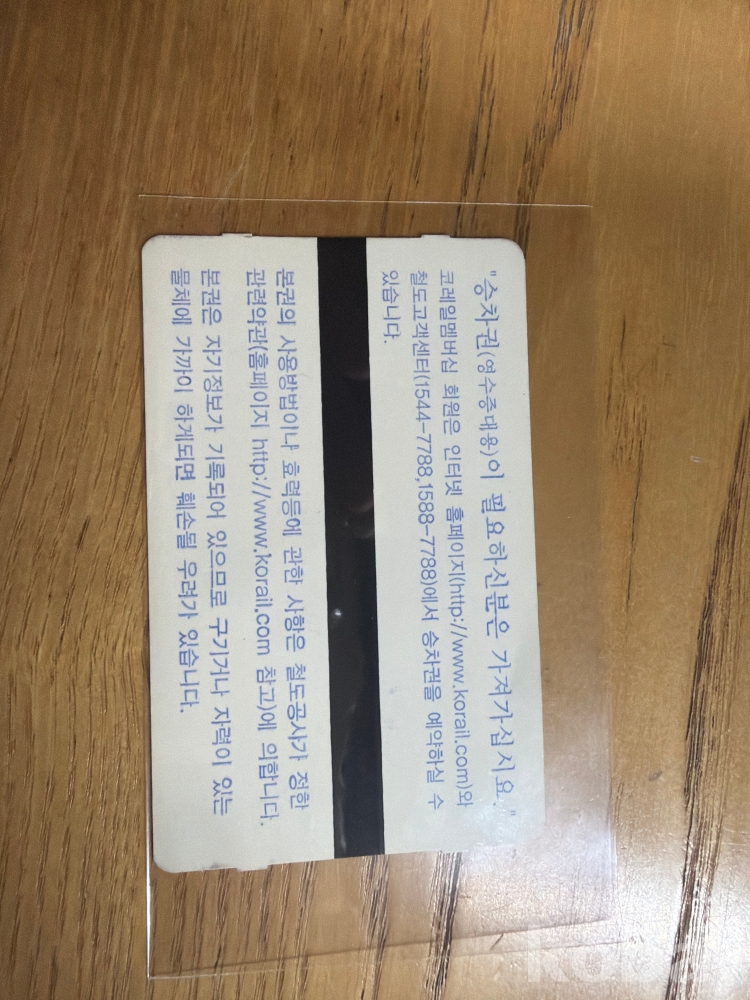 "승차권(영수증대용)이 필요하신분은 가져가십시요."
코레일멤버십 회원은 인터넷 홈페이지(http://www.korail.com)와
철도고객센터(1544-7788,1588-7788)에서 승차권을 예약하실 수
있습니다.
본권의 사용방법이나 효력등에 관한 사항은 철도공사가 정한
관련약관(홈페이지 http://www.korail.com 참고)에 의합니다.
본권은 자기정보가 기록되어 있으므로 구기거나 자력이 있는
물체에 가까이 하게되면 훼손될 우려가 있습니다.